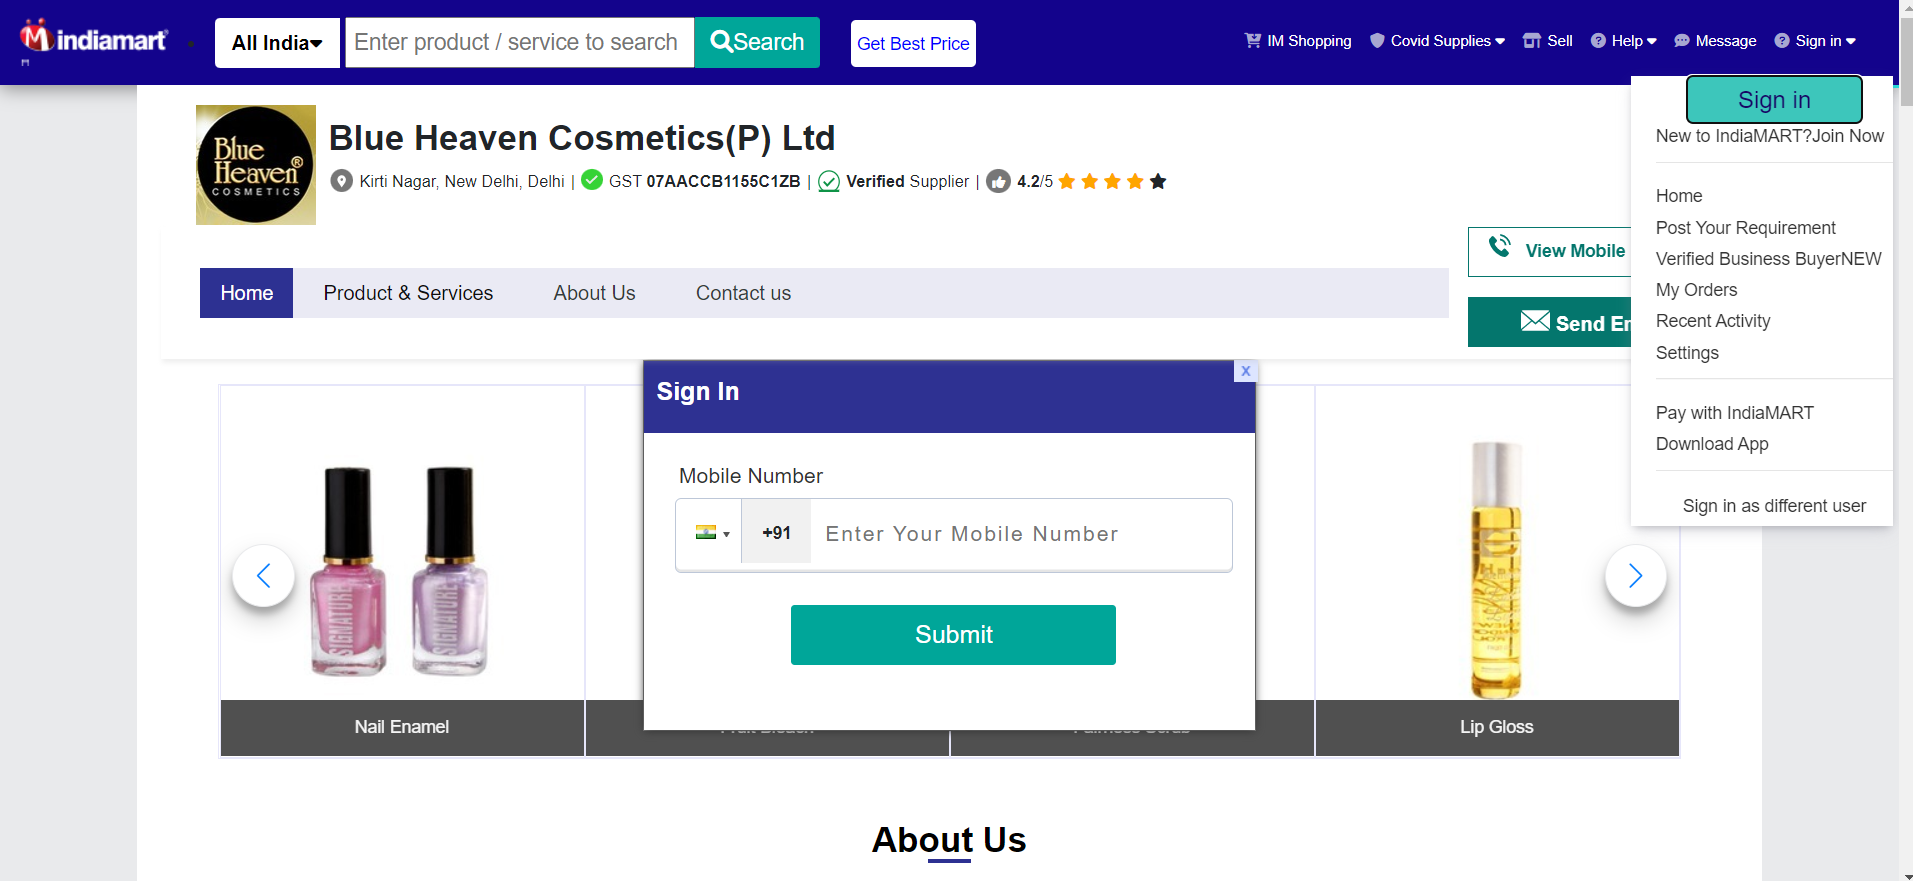 indiamart
All India
Enter product / service to search
Search
Get Best Price
IM Shopping
Covid Supplies
Sell
Help
Message
Sign in
Sign in
New to IndiaMART?Join Now
Home
Post Your Requirement
Verified Business BuyerNEW
My Orders
Recent Activity
Settings
Pay with IndiaMART
Download App
Sign in as different user
Blue
Heaven®
COSMETICS
Blue Heaven Cosmetics(P) Ltd
Kirti Nagar, New Delhi, Delhi | GST 07AACCB1155C1ZB | Verified Supplier | 4.2/5
View Mobile
Send
Home
Product & Services
About Us
Contact us
Sign In
x
Mobile Number
+91
Enter Your Mobile Number
Submit
SIGNATURE
SIGNATURE
Nail Enamel
Lip Gloss
About Us